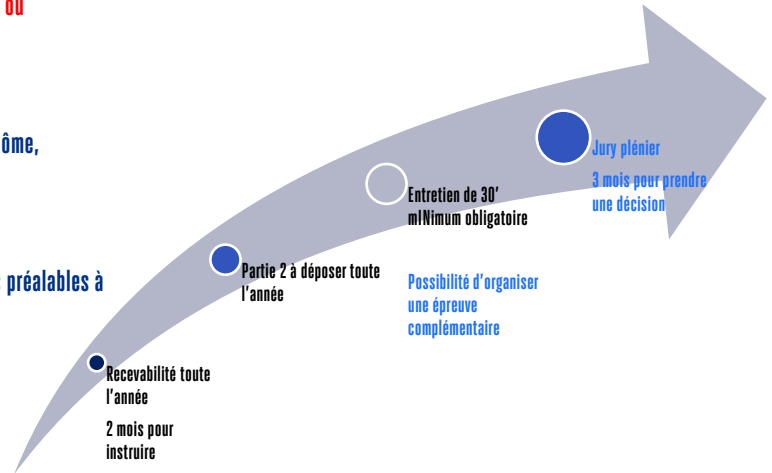 ou
ôme,
préalables à
Recevabilité toute
l'année
2 mois pour
instruire
Partie 2 à déposer toute
l'année
Entretien de 30'
mINimum obligatoire
Possibilité d'organiser
une épreuve
complémentaire
Jury plénier
3 mois pour prendre
une décision